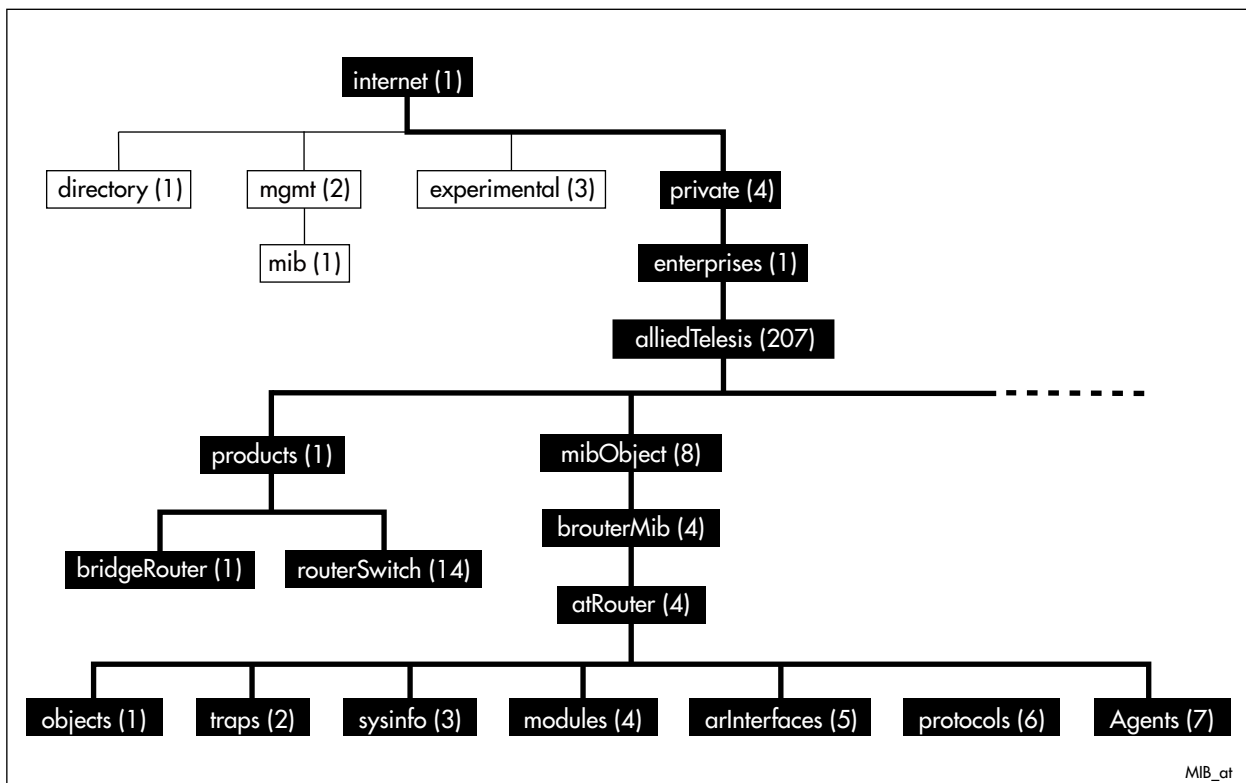 internet (1)
directory (1)
mgmt (2)
experimental (3)
private (4)
mib (1)
enterprises (1)
alliedTelesis (207)
products (1)
mibObject (8)
brouterMib (4)
bridgeRouter (1)
routerSwitch (14)
atRouter (4)
objects (1)
traps (2)
sysinfo (3)
modules (4)
arInterfaces (5)
protocols (6)
Agents (7)
MIB_at